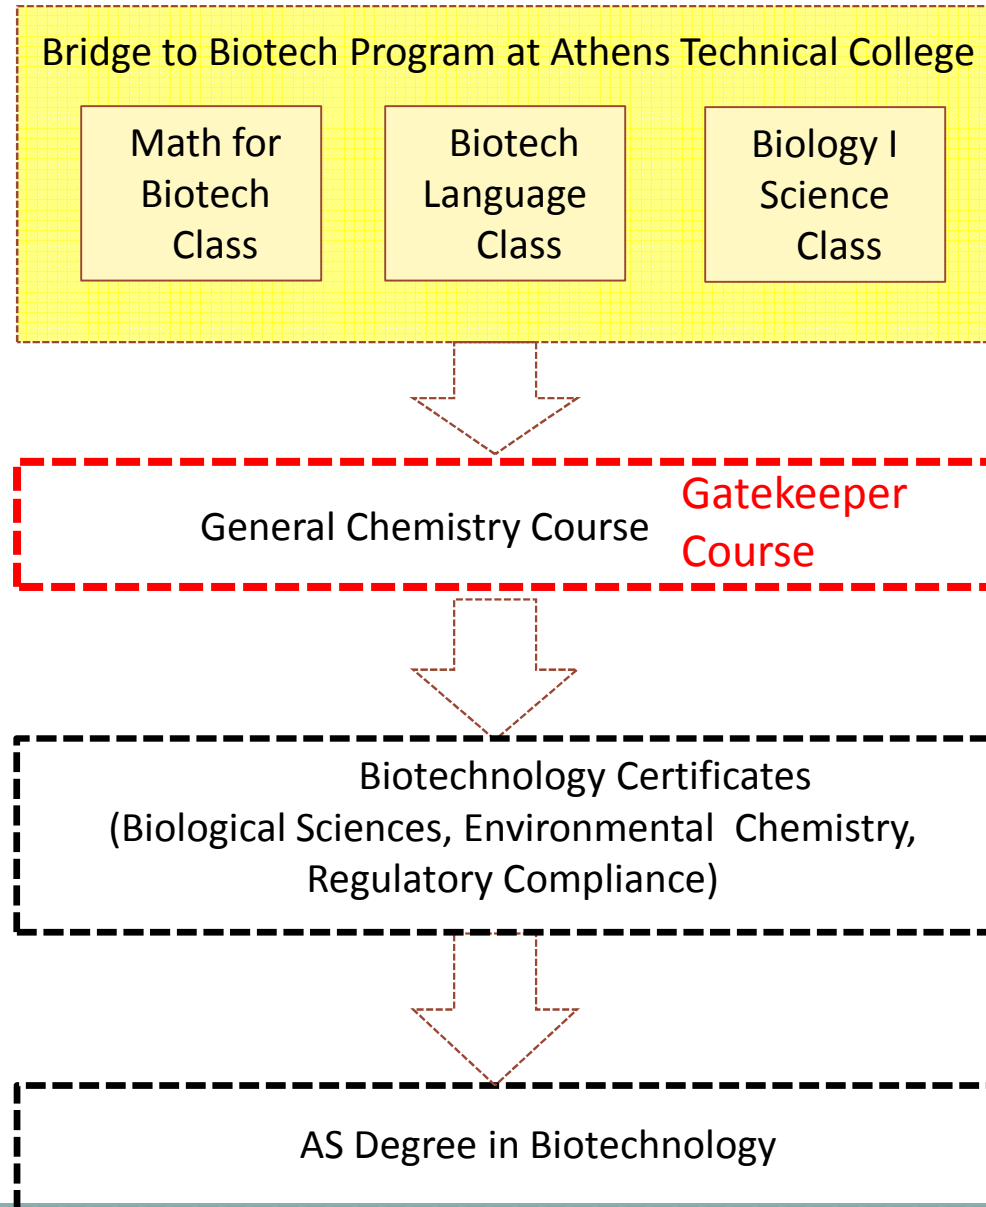 Bridge to Biotech Program at Athens Technical College
Math for
Biotech
Class
Biotech
Language
Class
Biology I
Science
Class
General Chemistry Course
Gatekeeper
Course
Biotechnology Certificates
(Biological Sciences, Environmental Chemistry,
Regulatory Compliance)
AS Degree in Biotechnology